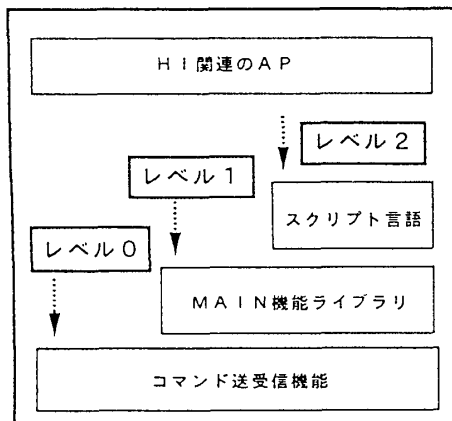 ＨＩ関連のＡＰ
レベル２
レベル１
スクリプト言語
レベル０
ＭＡＩＮ機能ライブラリ
コマンド送受信機能